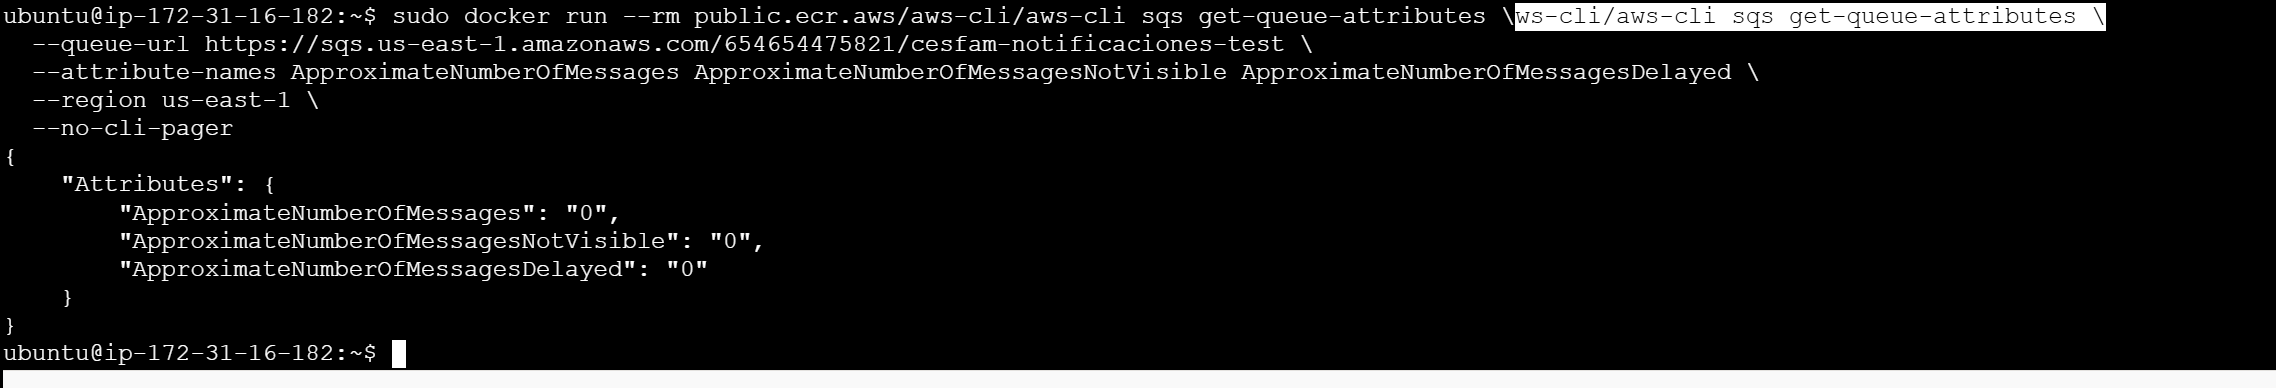 ubuntu@ip-172-31-16-182:~$ sudo docker run --rm public.ecr.aws/aws-cli/aws-cli sqs get-queue-attributes \ws-cli/aws-cli sqs get-queue-attributes \
  --queue-url https://sqs.us-east-1.amazonaws.com/654654475821/cesfam-notificaciones-test \
  --attribute-names ApproximateNumberOfMessages ApproximateNumberOfMessagesNotVisible ApproximateNumberOfMessagesDelayed \
  --region us-east-1 \
  --no-cli-pager
{
    "Attributes": {
        "ApproximateNumberOfMessages": "0",
        "ApproximateNumberOfMessagesNotVisible": "0",
        "ApproximateNumberOfMessagesDelayed": "0"
    }
}
ubuntu@ip-172-31-16-182:~$